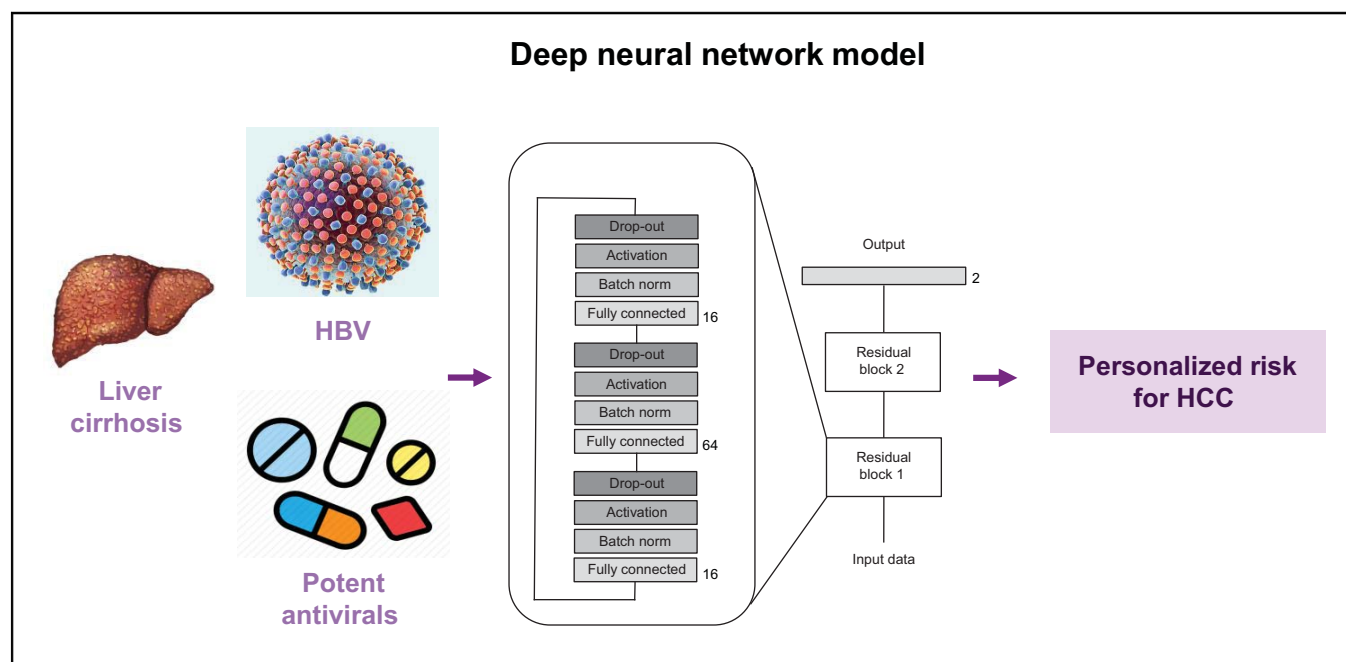 Deep neural network model
HBV
Liver
cirrhosis
Potent
antivirals
Drop-out
Activation
Batch norm
Fully connected
16
Drop-out
Activation
Batch norm
Fully connected
64
Drop-out
Activation
Batch norm
Fully connected
16
Output
2
Residual
block 2
Residual
block 1
Input data
Personalized risk
for HCC